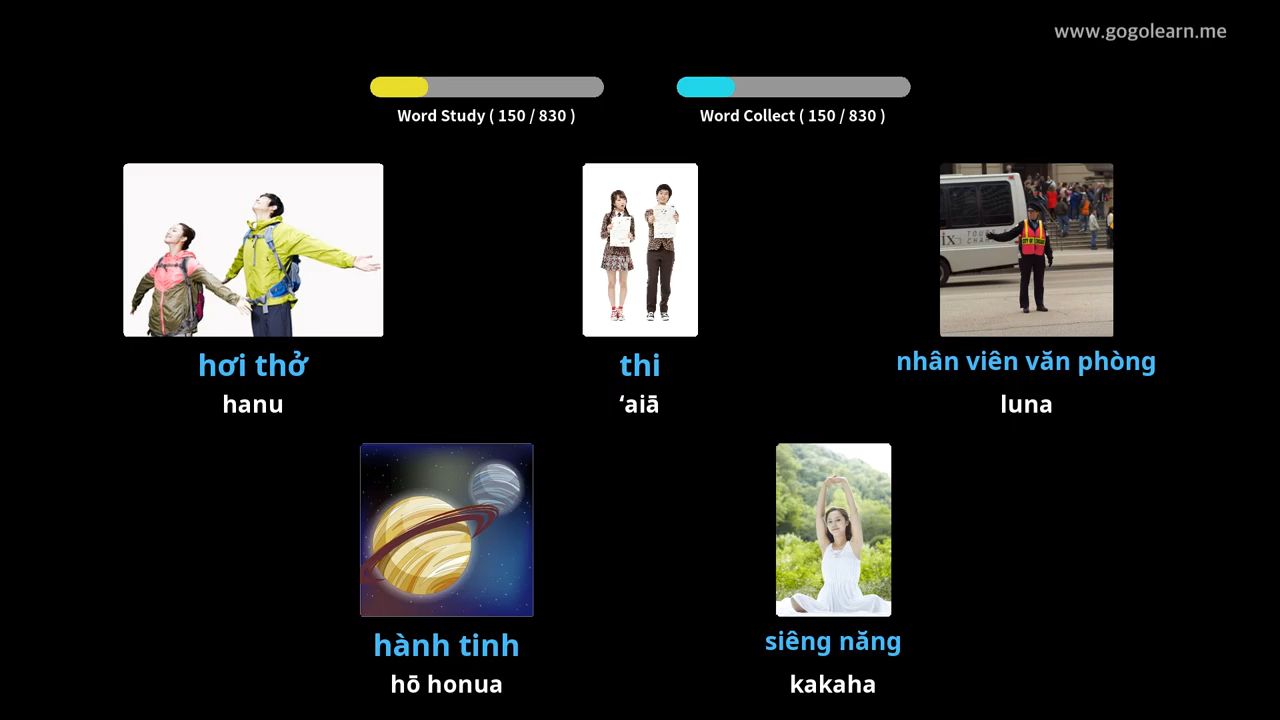 www.gogolearn.me
Word Study ( 150 / 830 )
Word Collect ( 150 / 830 )
hơi thở
hanu
thi
ʻaiā
nhân viên văn phòng
luna
hành tinh
hō honua
siêng năng
kakaha